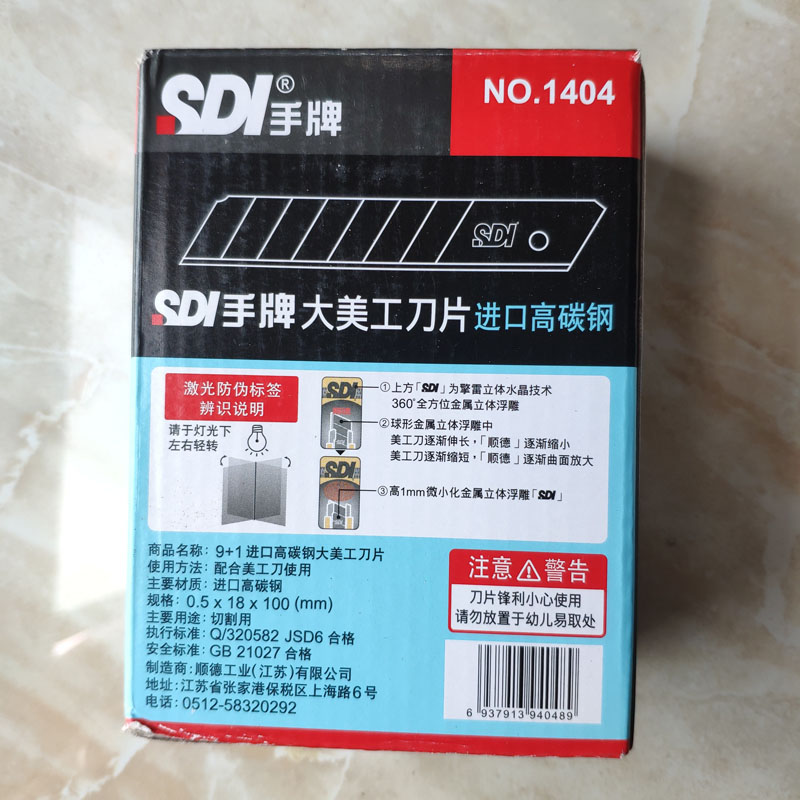 SDI®手牌
NO.1404
SDI
SDI手牌大美工刀片进口高碳钢
激光防伪标签
辨识说明
请于灯光下
左右轻转
SDI
SDI
①上方「SDI」为擎雷立体水晶技术
360°全方位金属立体浮雕
②球形金属立体浮雕中
美工刀逐渐伸长，「顺德」逐渐缩小
美工刀逐渐缩短，「顺德」逐渐曲面放大
③高1mm微小化金属立体浮雕「SDI」
商品名称：9+1进口高碳钢大美工刀片
使用方法：配合美工刀使用
主要材质：进口高碳钢
规格：0.5 x 18 x 100 (mm)
主要用途：切割用
执行标准：Q/320582 JSD6 合格
安全标准：GB 21027 合格
制造商：顺德工业(江苏)有限公司
地址：江苏省张家港保税区上海路6号
电话：0512-58320292
注意⚠警告
刀片锋利小心使用
请勿放置于幼儿易取处
6 937913 940489